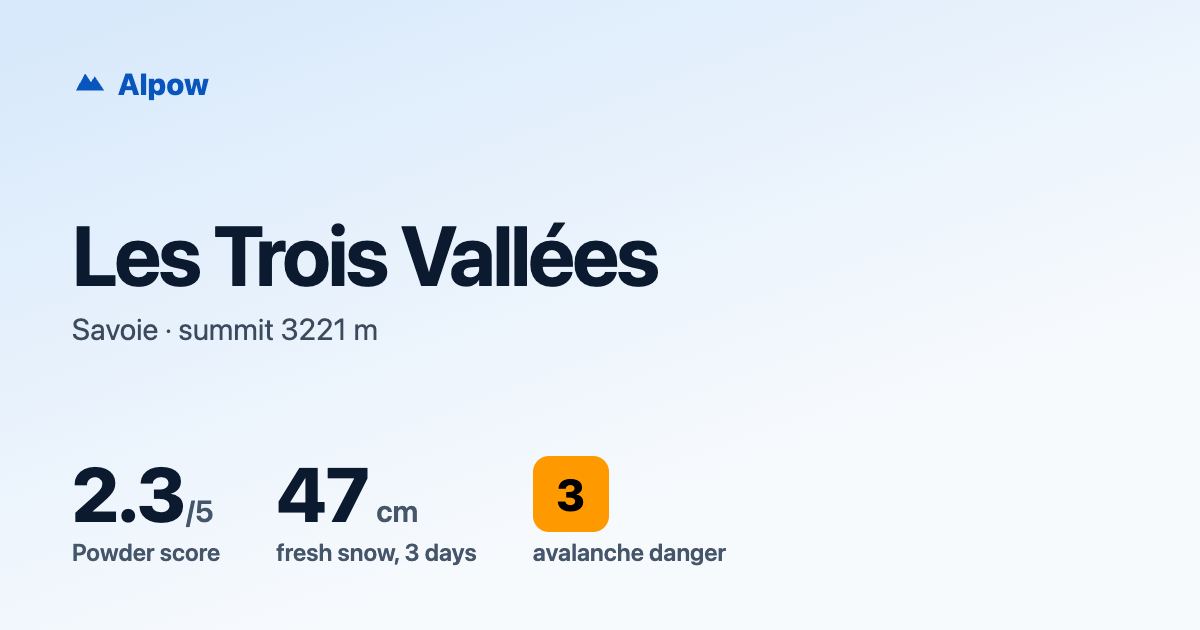 Alpow
Les Trois Vallées
Savoie · summit 3221 m
2.3/5 47 cm 3
Powder score fresh snow, 3 days avalanche danger